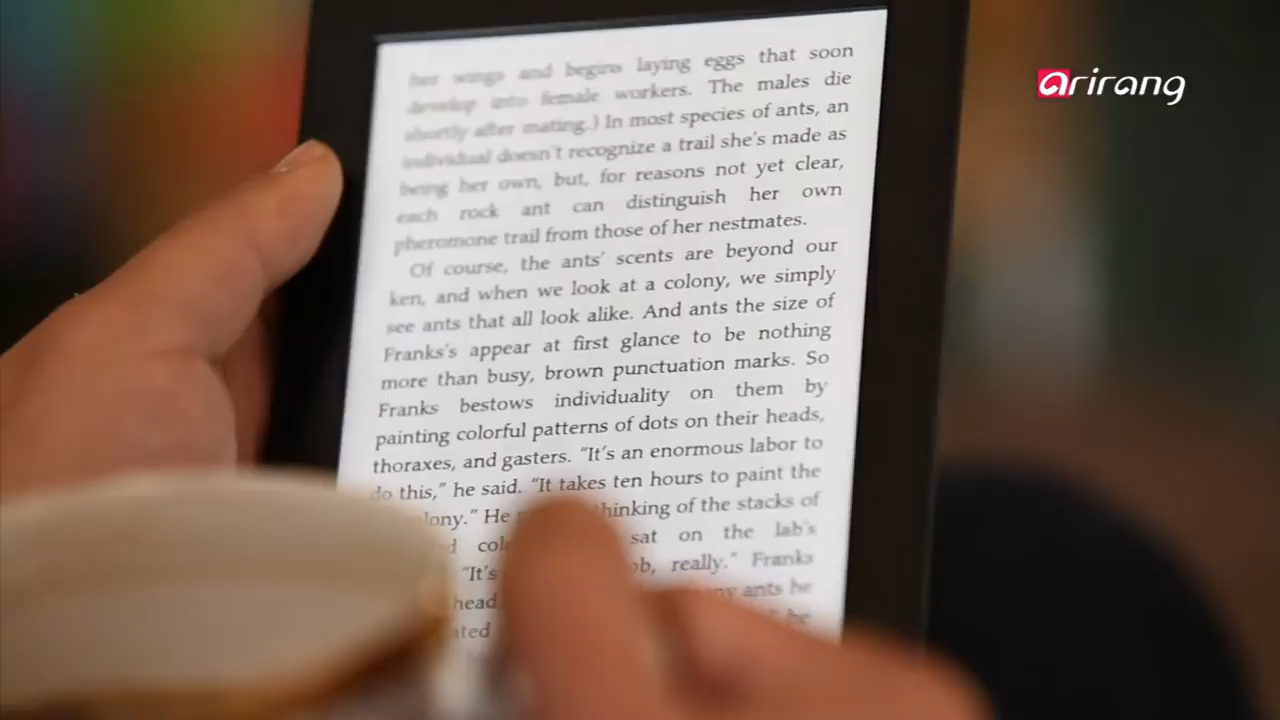 arirang
her wings and begins laying eggs that soon
develop into female workers. The males die
shortly after mating.) In most species of ants, an
individual doesn't recognize a trail she's made as
being her own, but, for reasons not yet clear,
each rock ant can distinguish her own
pheromone trail from those of her nestmates.
Of course, the ants' scents are beyond our
ken, and when we look at a colony, we simply
see ants that all look alike. And ants the size of
Franks's appear at first glance to be nothing
more than busy, brown punctuation marks. So
Franks bestows individuality on them by
painting colorful patterns of dots on their heads,
thoraxes, and gasters. “It's an enormous labor to
do this,” he said. “It takes ten hours to paint the
lony.” He thinking of the stacks of
sat on the lab's
“It's ob, really.” Franks
head ants he
ated he